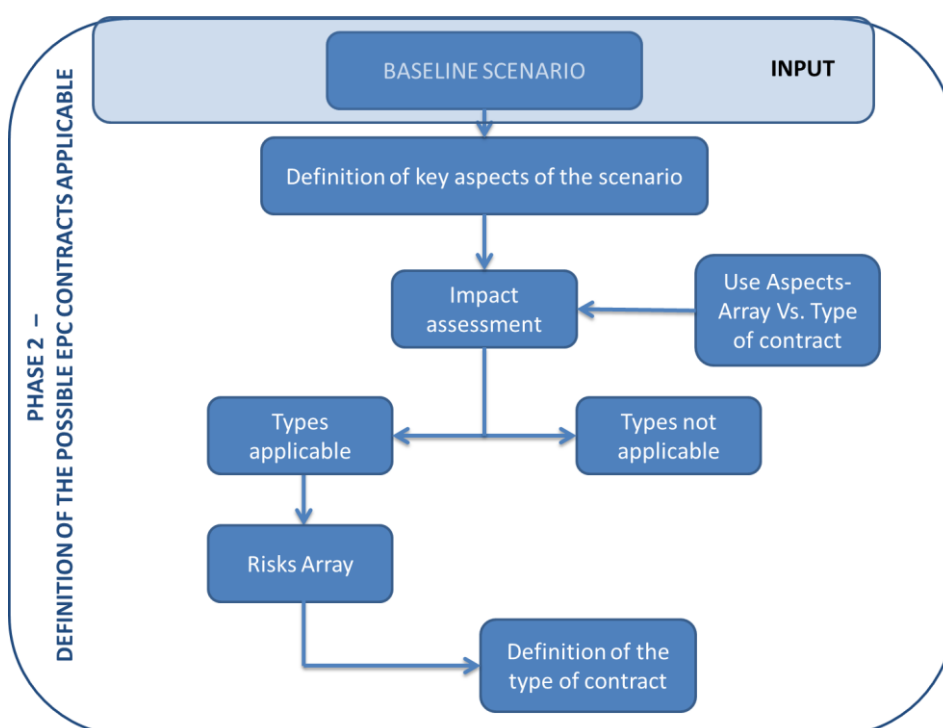 PHASE 2 –
DEFINITION OF THE POSSIBLE EPC CONTRACTS APPLICABLE
BASELINE SCENARIO
INPUT
Definition of key aspects of the scenario
Impact
assessment
Use Aspects-
Array Vs. Type
of contract
Types
applicable
Types not
applicable
Risks Array
Definition of the
type of contract